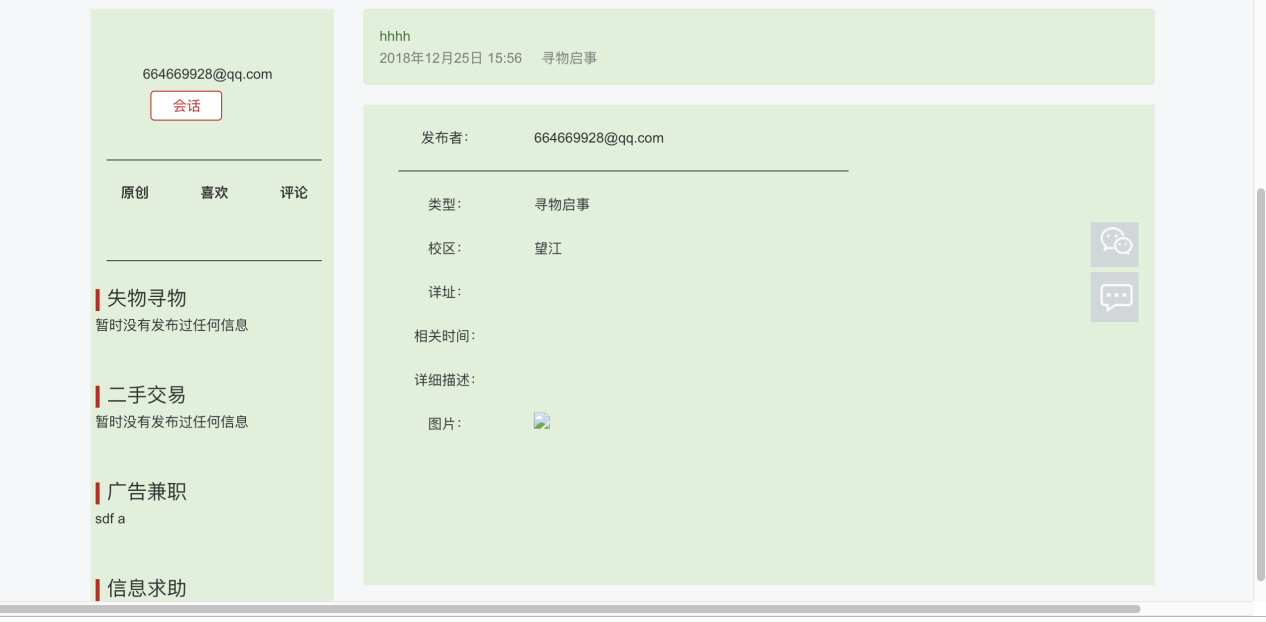 664669928@qq.com
会话
原创 喜欢 评论
失物寻物
暂时没有发布过任何信息
二手交易
暂时没有发布过任何信息
广告兼职
sdf a
信息求助
hhhh
2018年12月25日 15:56 寻物启事
发布者： 664669928@qq.com
类型： 寻物启事
校区： 望江
详址：
相关时间：
详细描述：
图片：